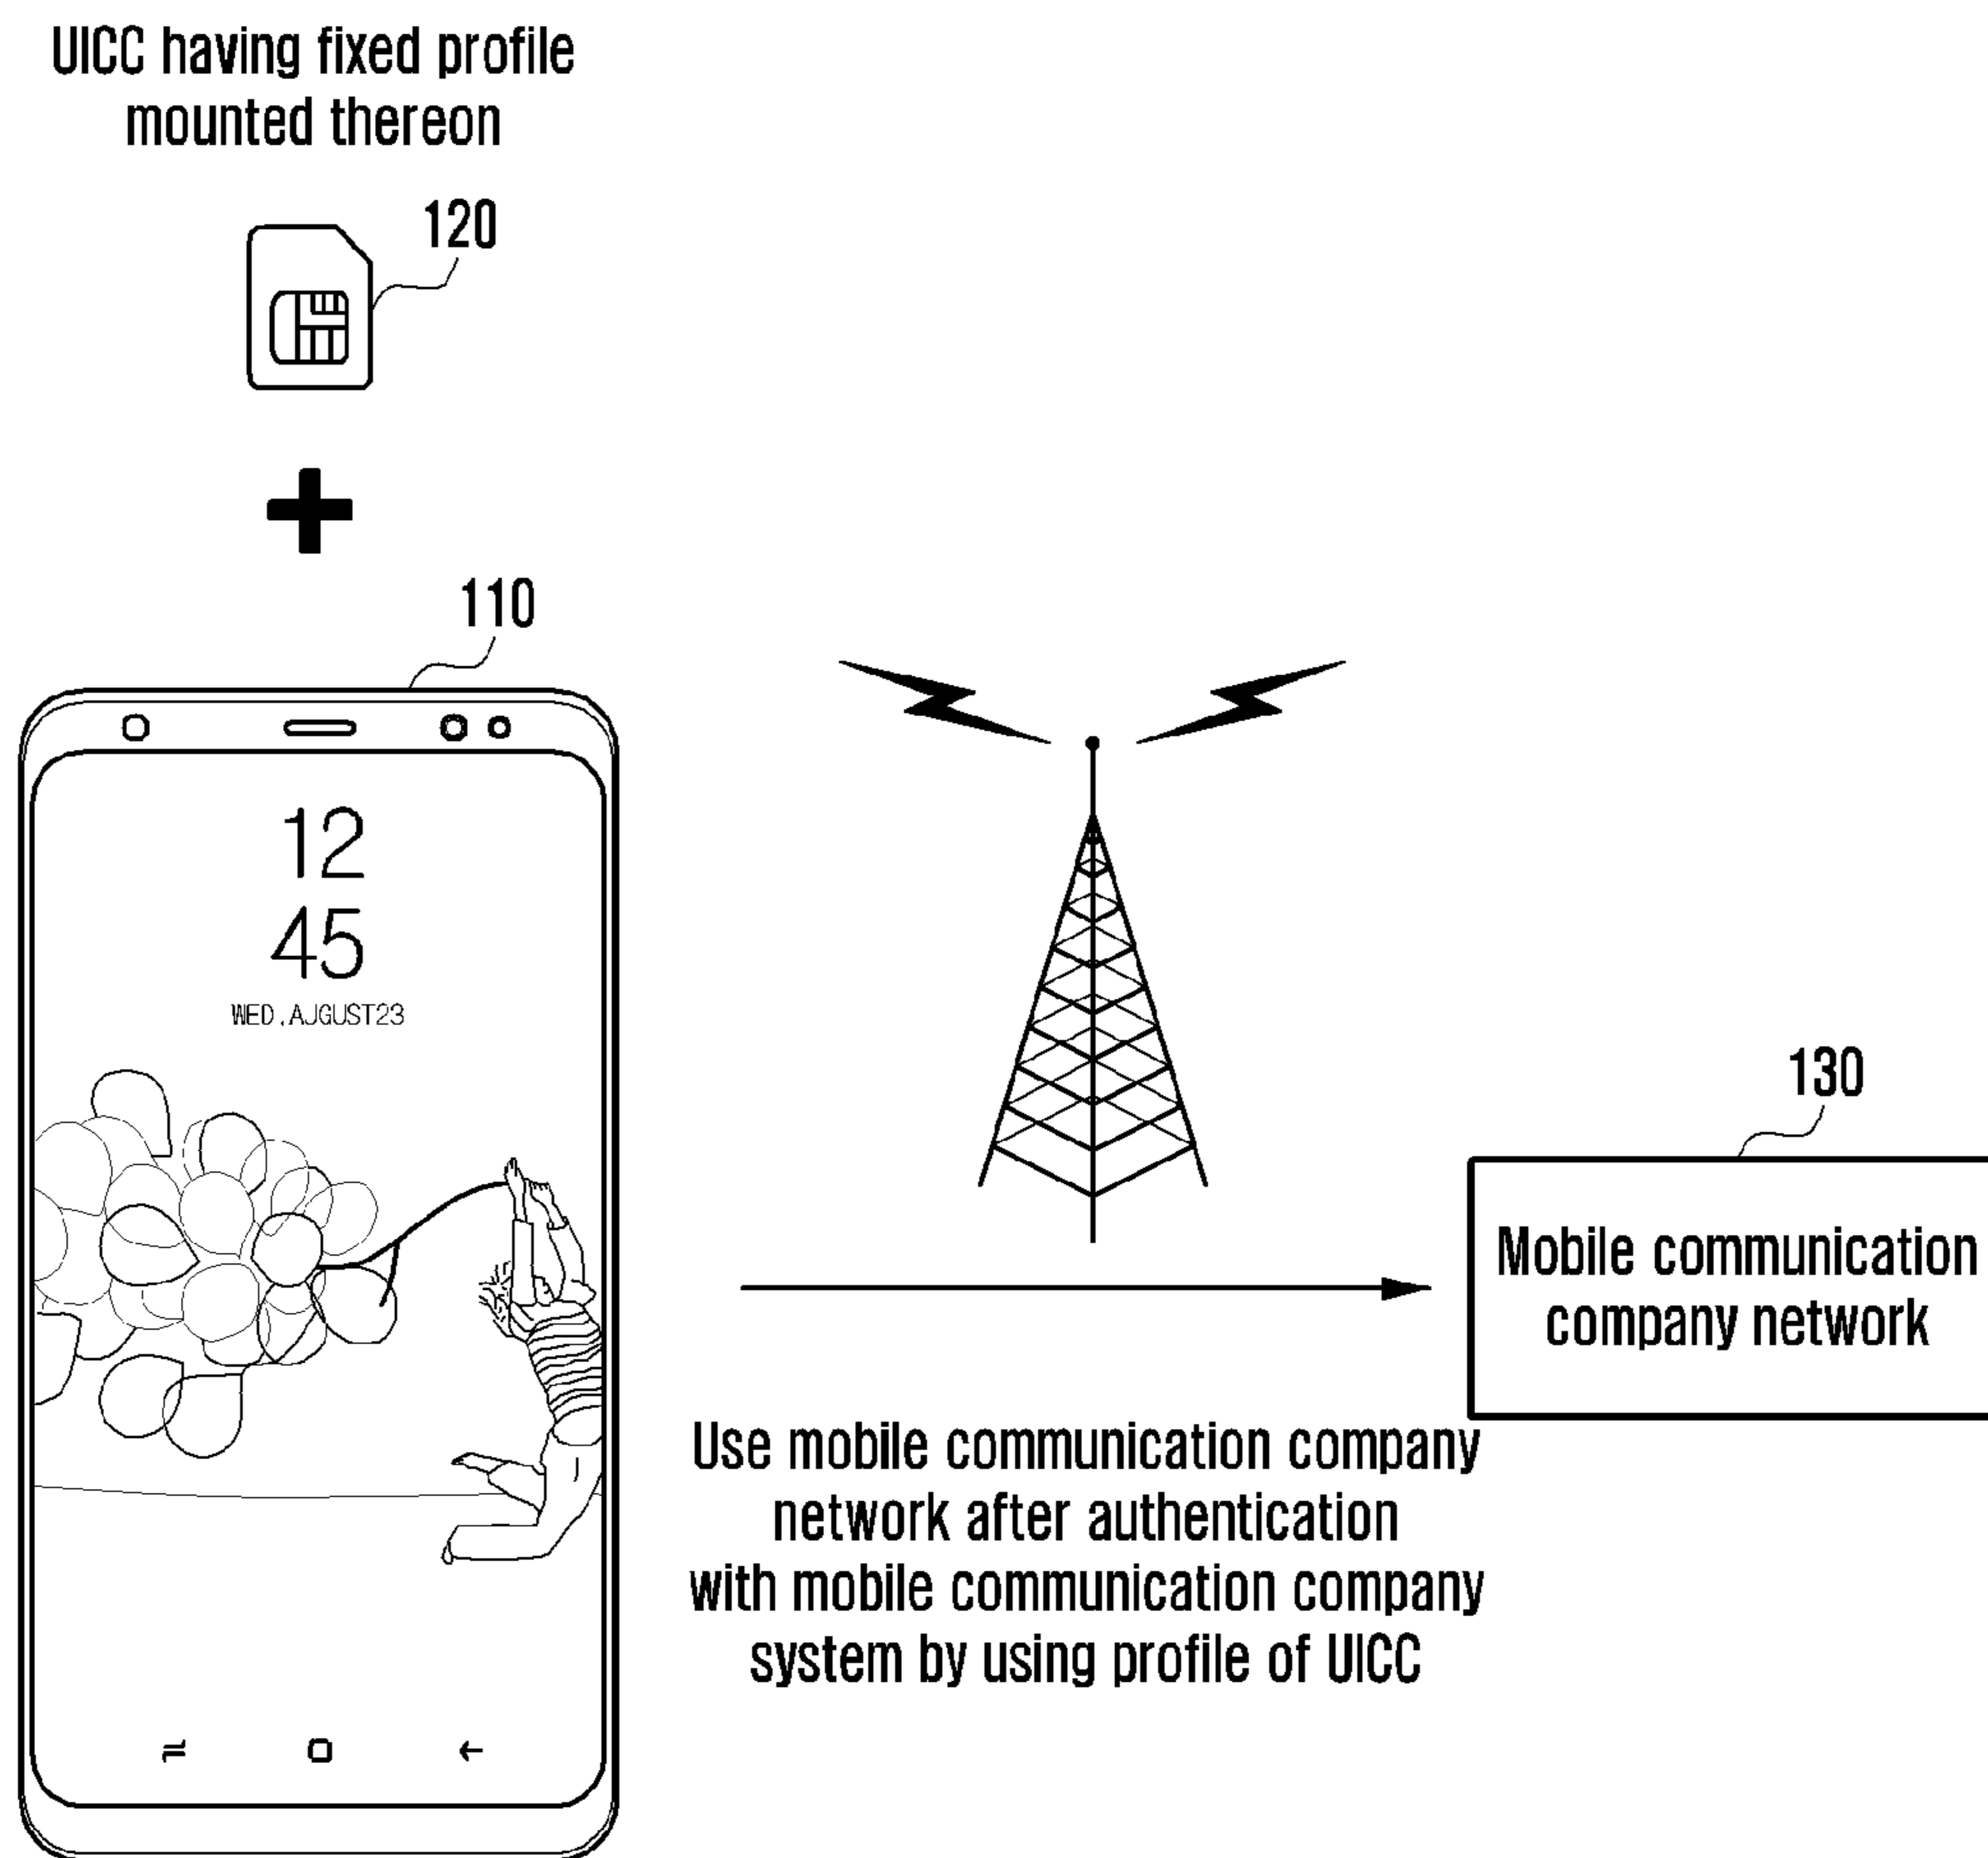 UICC having fixed profile
mounted thereon
120
110
12
45
WED.AJGUST23
130
Mobile communication
company network
Use mobile communication company
network after authentication
with mobile communication company
system by using profile of UICC